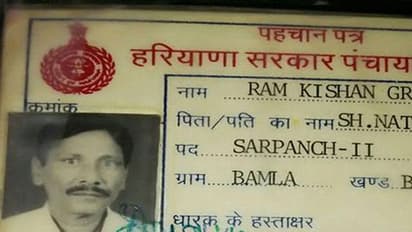 पहचान पत्र
हरियाणा सरकार पंचाय
क्रमांक
नाम RAM KISHAN GR
पिता/पति का नाम SH.NAT
पद SARPANCH-II
ग्राम BAMLA खण्ड B
धारक के हस्ताक्षर